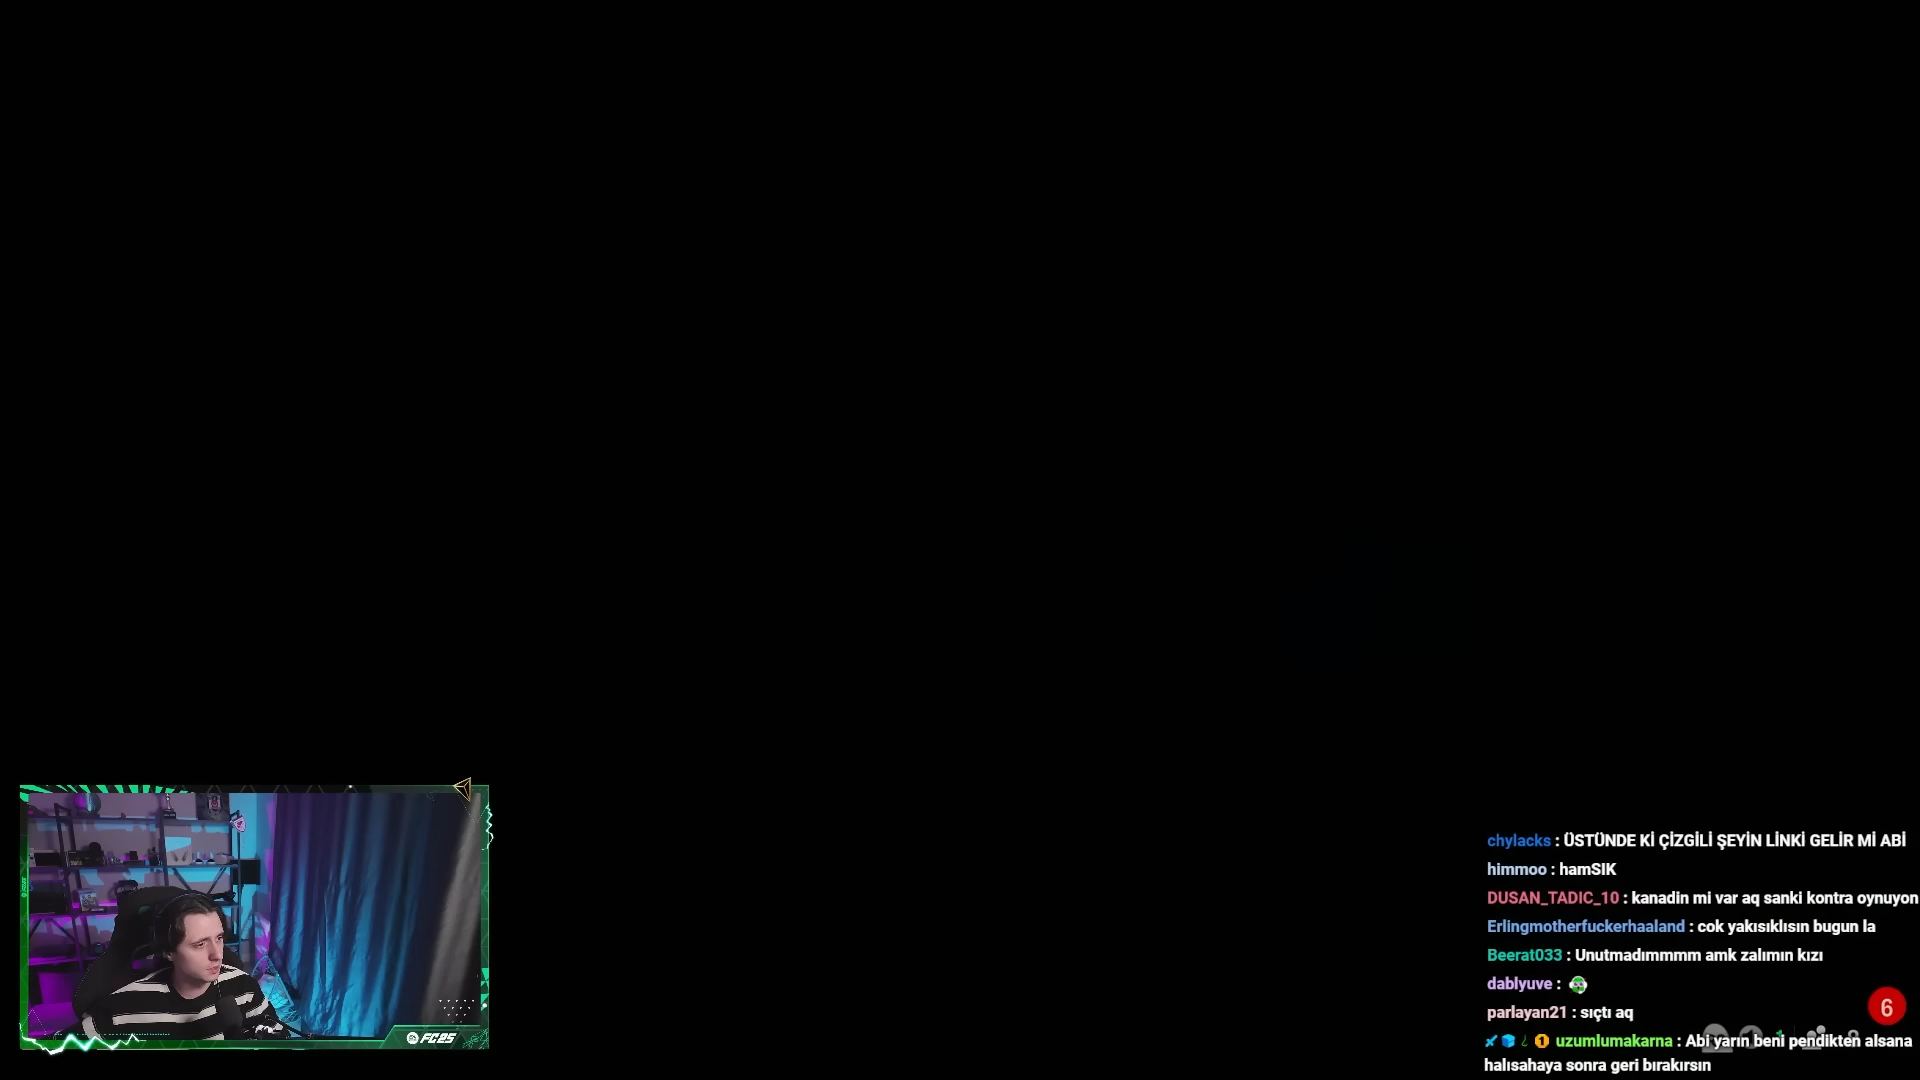 chylacks : ÜSTÜNDE Kİ ÇİZGİLİ ŞEYİN LİNKİ GELİR Mİ ABİ
himmoo : hamSIK
DUSAN_TADIC_10 : kanadin mi var aq sanki kontra oynuyon
Erlingmotherfuckerhaaland : cok yakısıklısın bugun la
Beerat033 : Unutmadımmmm amk zalımın kızı
dablyuve :
parlayan21 : sıçtı aq
6
1 uzumlumakarna : Abi yarın beni pendikten alsana
halısahaya sonra geri bırakırsın
FC25